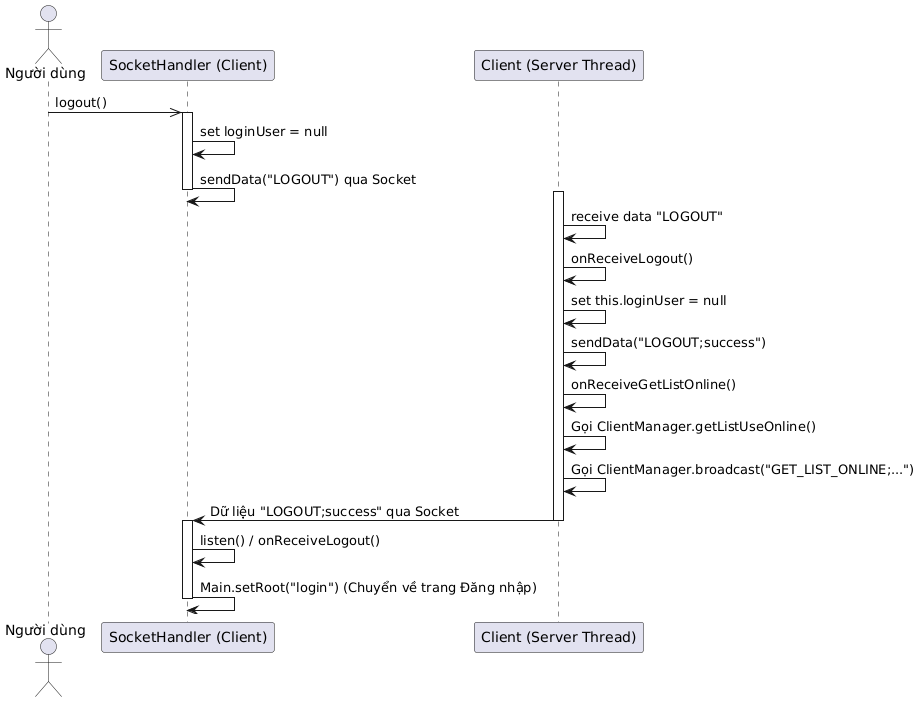 Người dùng
SocketHandler (Client)
Client (Server Thread)
logout()
set loginUser = null
sendData("LOGOUT") qua Socket
receive data "LOGOUT"
onReceiveLogout()
set this.loginUser = null
sendData("LOGOUT;success")
onReceiveGetListOnline()
Gọi ClientManager.getListUseOnline()
Gọi ClientManager.broadcast("GET_LIST_ONLINE;...")
Dữ liệu "LOGOUT;success" qua Socket
listen() / onReceiveLogout()
Main.setRoot("login") (Chuyển về trang Đăng nhập)
Người dùng
SocketHandler (Client)
Client (Server Thread)